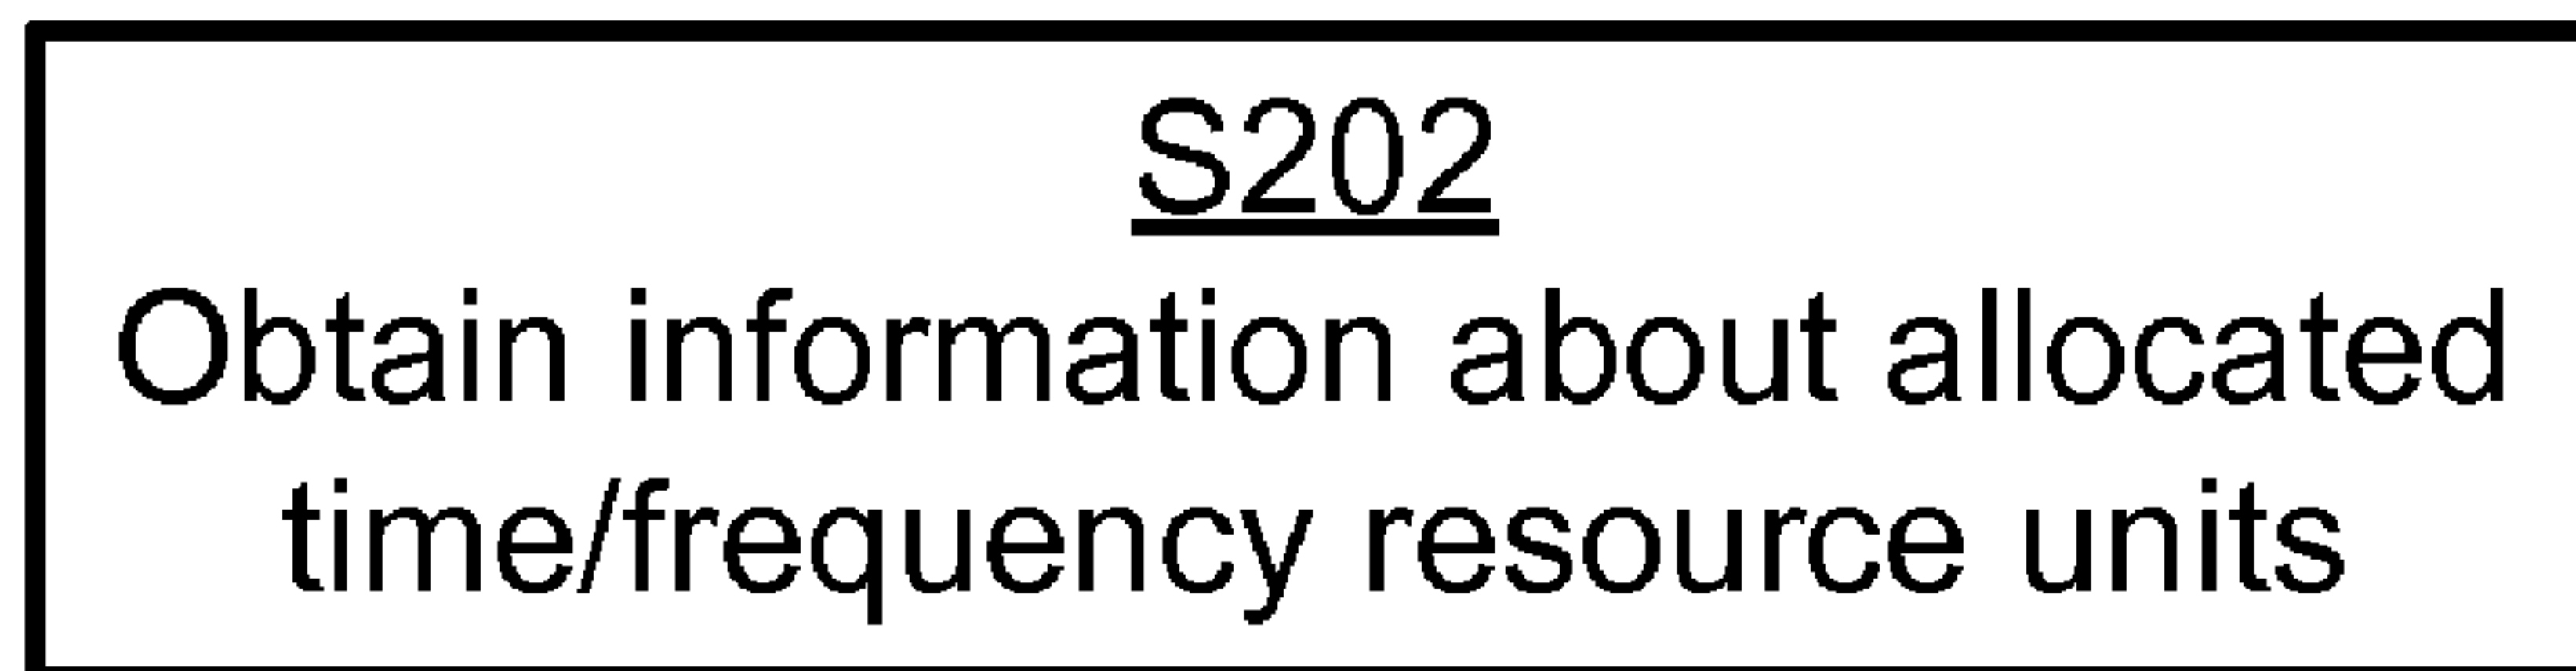 S202
Obtain information about allocated
time/frequency resource units